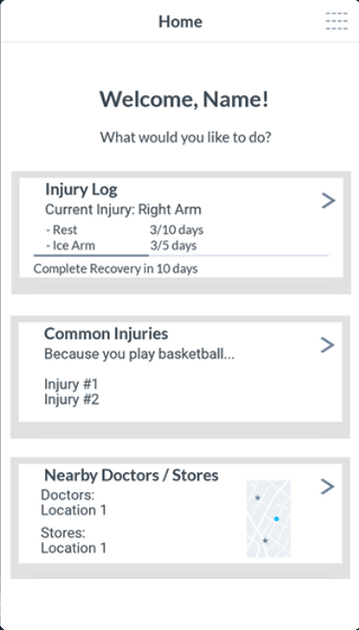 Home
Welcome, Name!
What would you like to do?
Injury Log
Current Injury: Right Arm
- Rest 3/10 days
- Ice Arm 3/5 days
Complete Recovery in 10 days
Common Injuries
Because you play basketball...
Injury #1
Injury #2
Nearby Doctors / Stores
Doctors:
Location 1
Stores:
Location 1